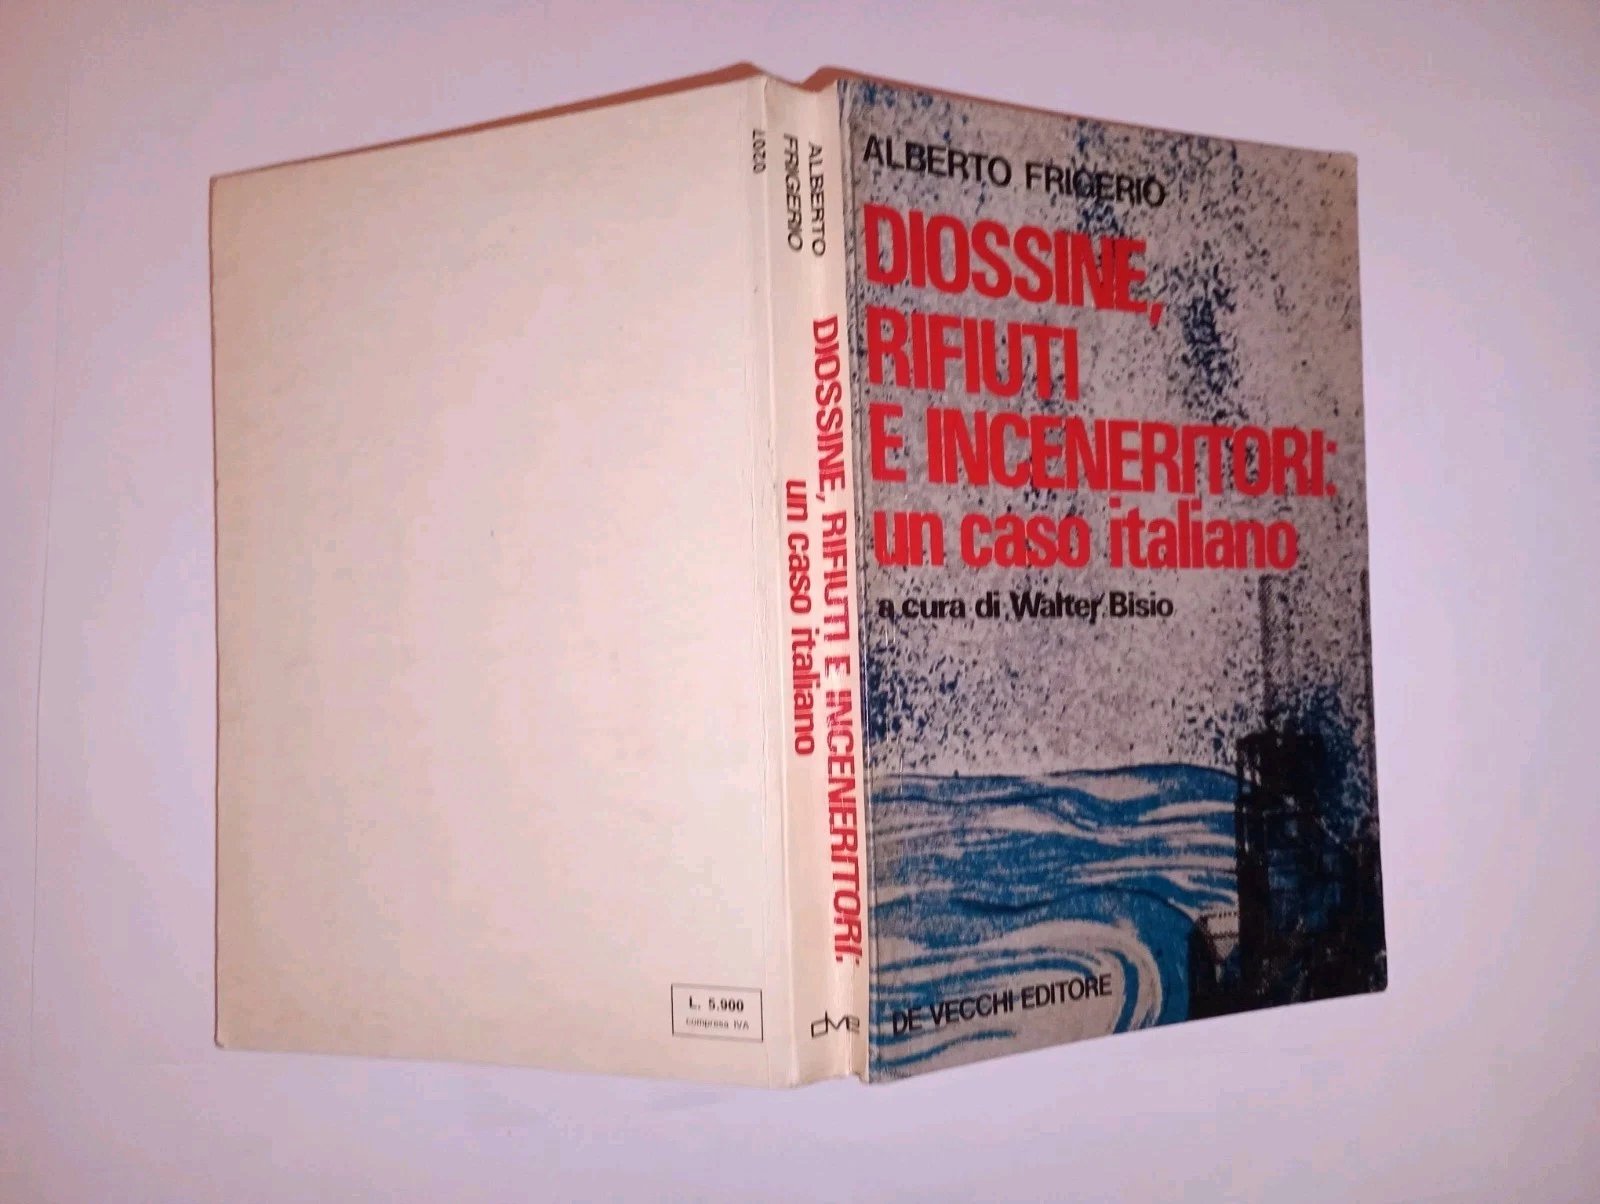 ALBERTO FRIGERIO
DIOSSINE,
RIFIUTI
E INCENERITORI:
un caso italiano
a cura di Walter Bisio
DE VECCHI EDITORE
ALBERTO
FRIGERIO
DIOSSINE, RIFIUTI E INCENERITORI:
un caso italiano
dve
L. 5.900
compresa IVA